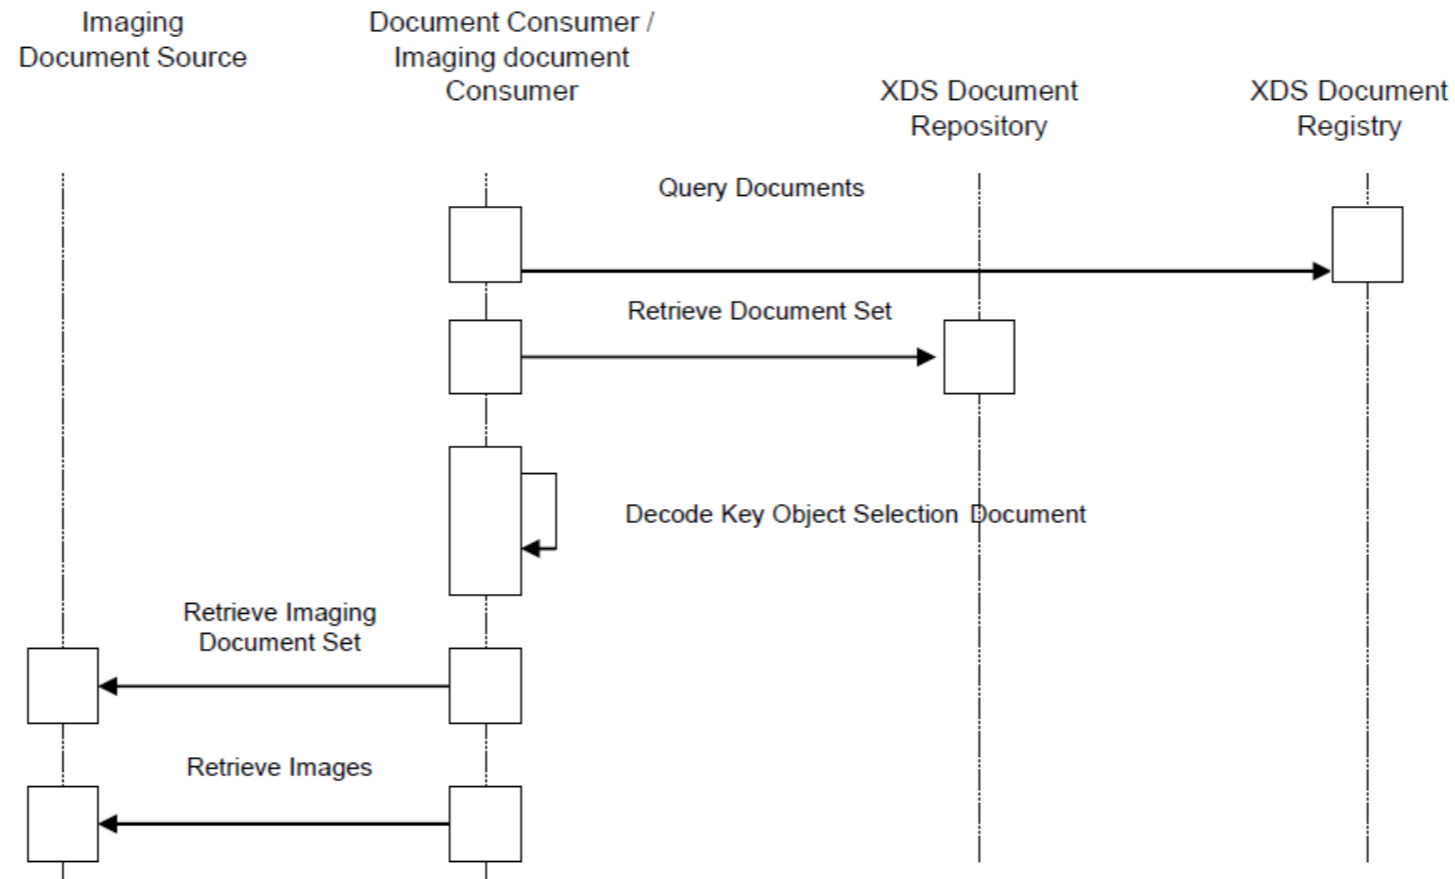 Imaging
Document Source
Document Consumer /
Imaging document
Consumer
XDS Document
Repository
XDS Document
Registry
Query Documents
Retrieve Document Set
Decode Key Object Selection Document
Retrieve Imaging
Document Set
Retrieve Images